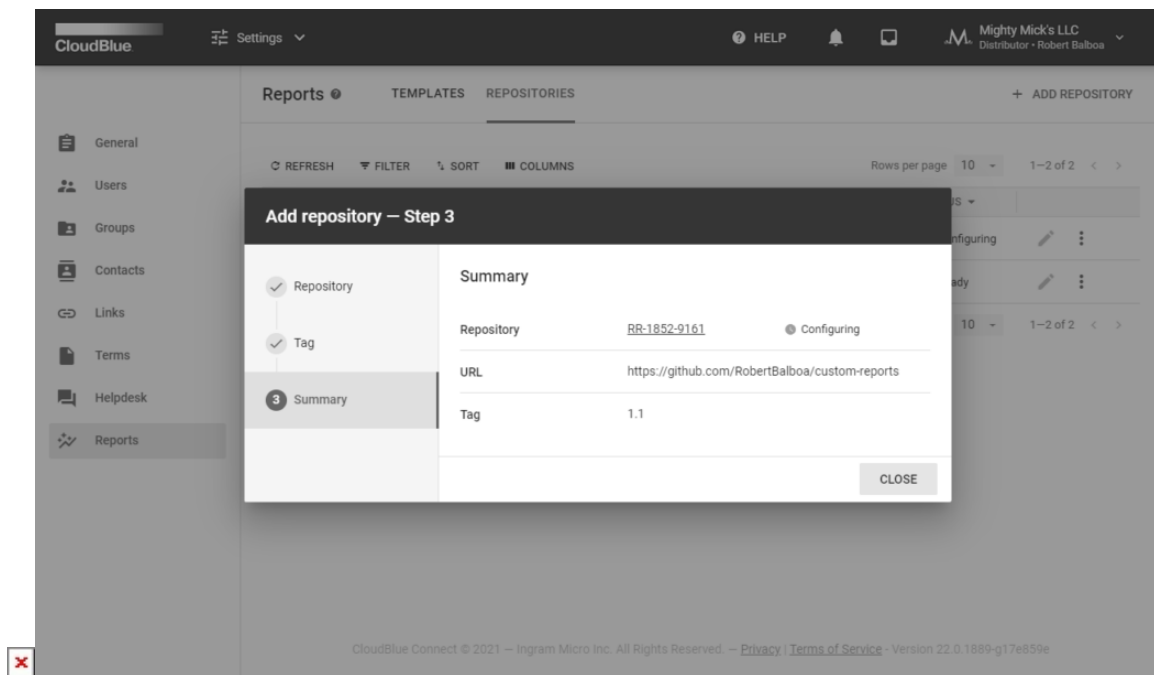 CloudBlue
Settings
HELP
Mighty Mick's LLC
Distributor • Robert Balboa
Reports
TEMPLATES
REPOSITORIES
+ ADD REPOSITORY
General
Users
Groups
Contacts
Links
Terms
Helpdesk
Reports
REFRESH
FILTER
SORT
COLUMNS
Rows per page 10
1–2 of 2
Add repository — Step 3
Repository
Tag
3 Summary
Summary
Repository RR-1852-9161 Configuring
URL https://github.com/RobertBalboa/custom-reports
Tag 1.1
CLOSE
US
nfiguring
ady
10 1–2 of 2
CloudBlue Connect © 2021 — Ingram Micro Inc. All Rights Reserved. — Privacy | Terms of Service - Version 22.0.1889-g17e859e